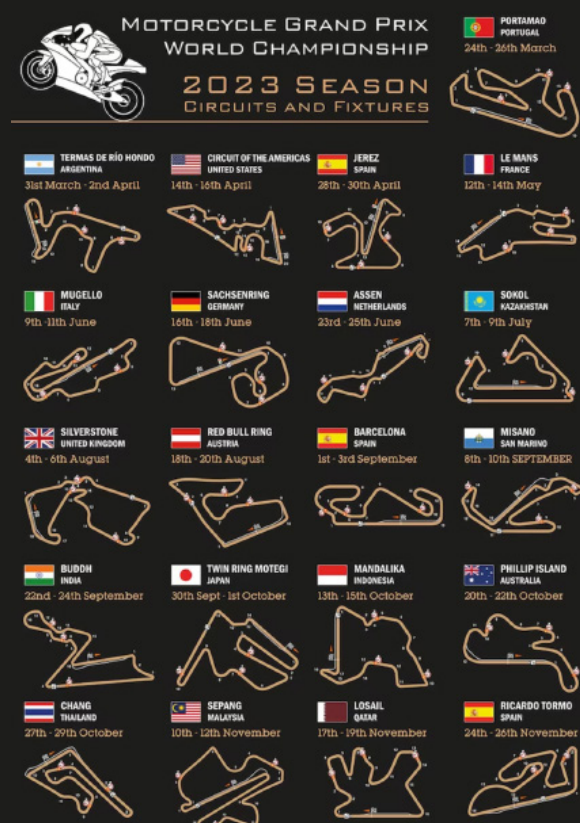 MOTORCYCLE GRAND PRIX
WORLD CHAMPIONSHIP
2023 SEASON
CIRCUITS AND FIXTURES
PORTAMAO
PORTUGAL
24th - 26th March
TERMAS DE RÍO HONDO
ARGENTINA
31st March - 2nd April
CIRCUIT OF THE AMERICAS
UNITED STATES
14th - 16th April
JEREZ
SPAIN
28th - 30th April
LE MANS
FRANCE
12th - 14th May
MUGELLO
ITALY
9th - 11th June
SACHSENRING
GERMANY
16th - 18th June
ASSEN
NETHERLANDS
23rd - 25th June
SOKOL
KAZAKHSTAN
7th - 9th July
SILVERSTONE
UNITED KINGDOM
4th - 6th August
RED BULL RING
AUSTRIA
18th - 20th August
BARCELONA
SPAIN
1st - 3rd September
MISANO
SAN MARINO
8th - 10th SEPTEMBER
BUDDH
INDIA
22nd - 24th September
TWIN RING MOTEGI
JAPAN
30th Sept - 1st October
MANDALIKA
INDONESIA
13th - 15th October
PHILLIP ISLAND
AUSTRALIA
20th - 22th October
CHANG
THAILAND
27th - 29th October
SEPANG
MALAYSIA
10th - 12th November
LOSAIL
QATAR
17th - 19th November
RICARDO TORMO
SPAIN
24th - 26th November